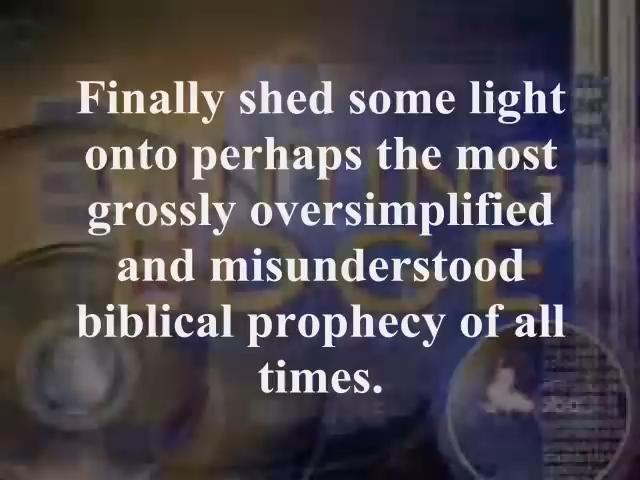 Finally shed some light
onto perhaps the most
grossly oversimplified
and misunderstood
biblical prophecy of all
times.